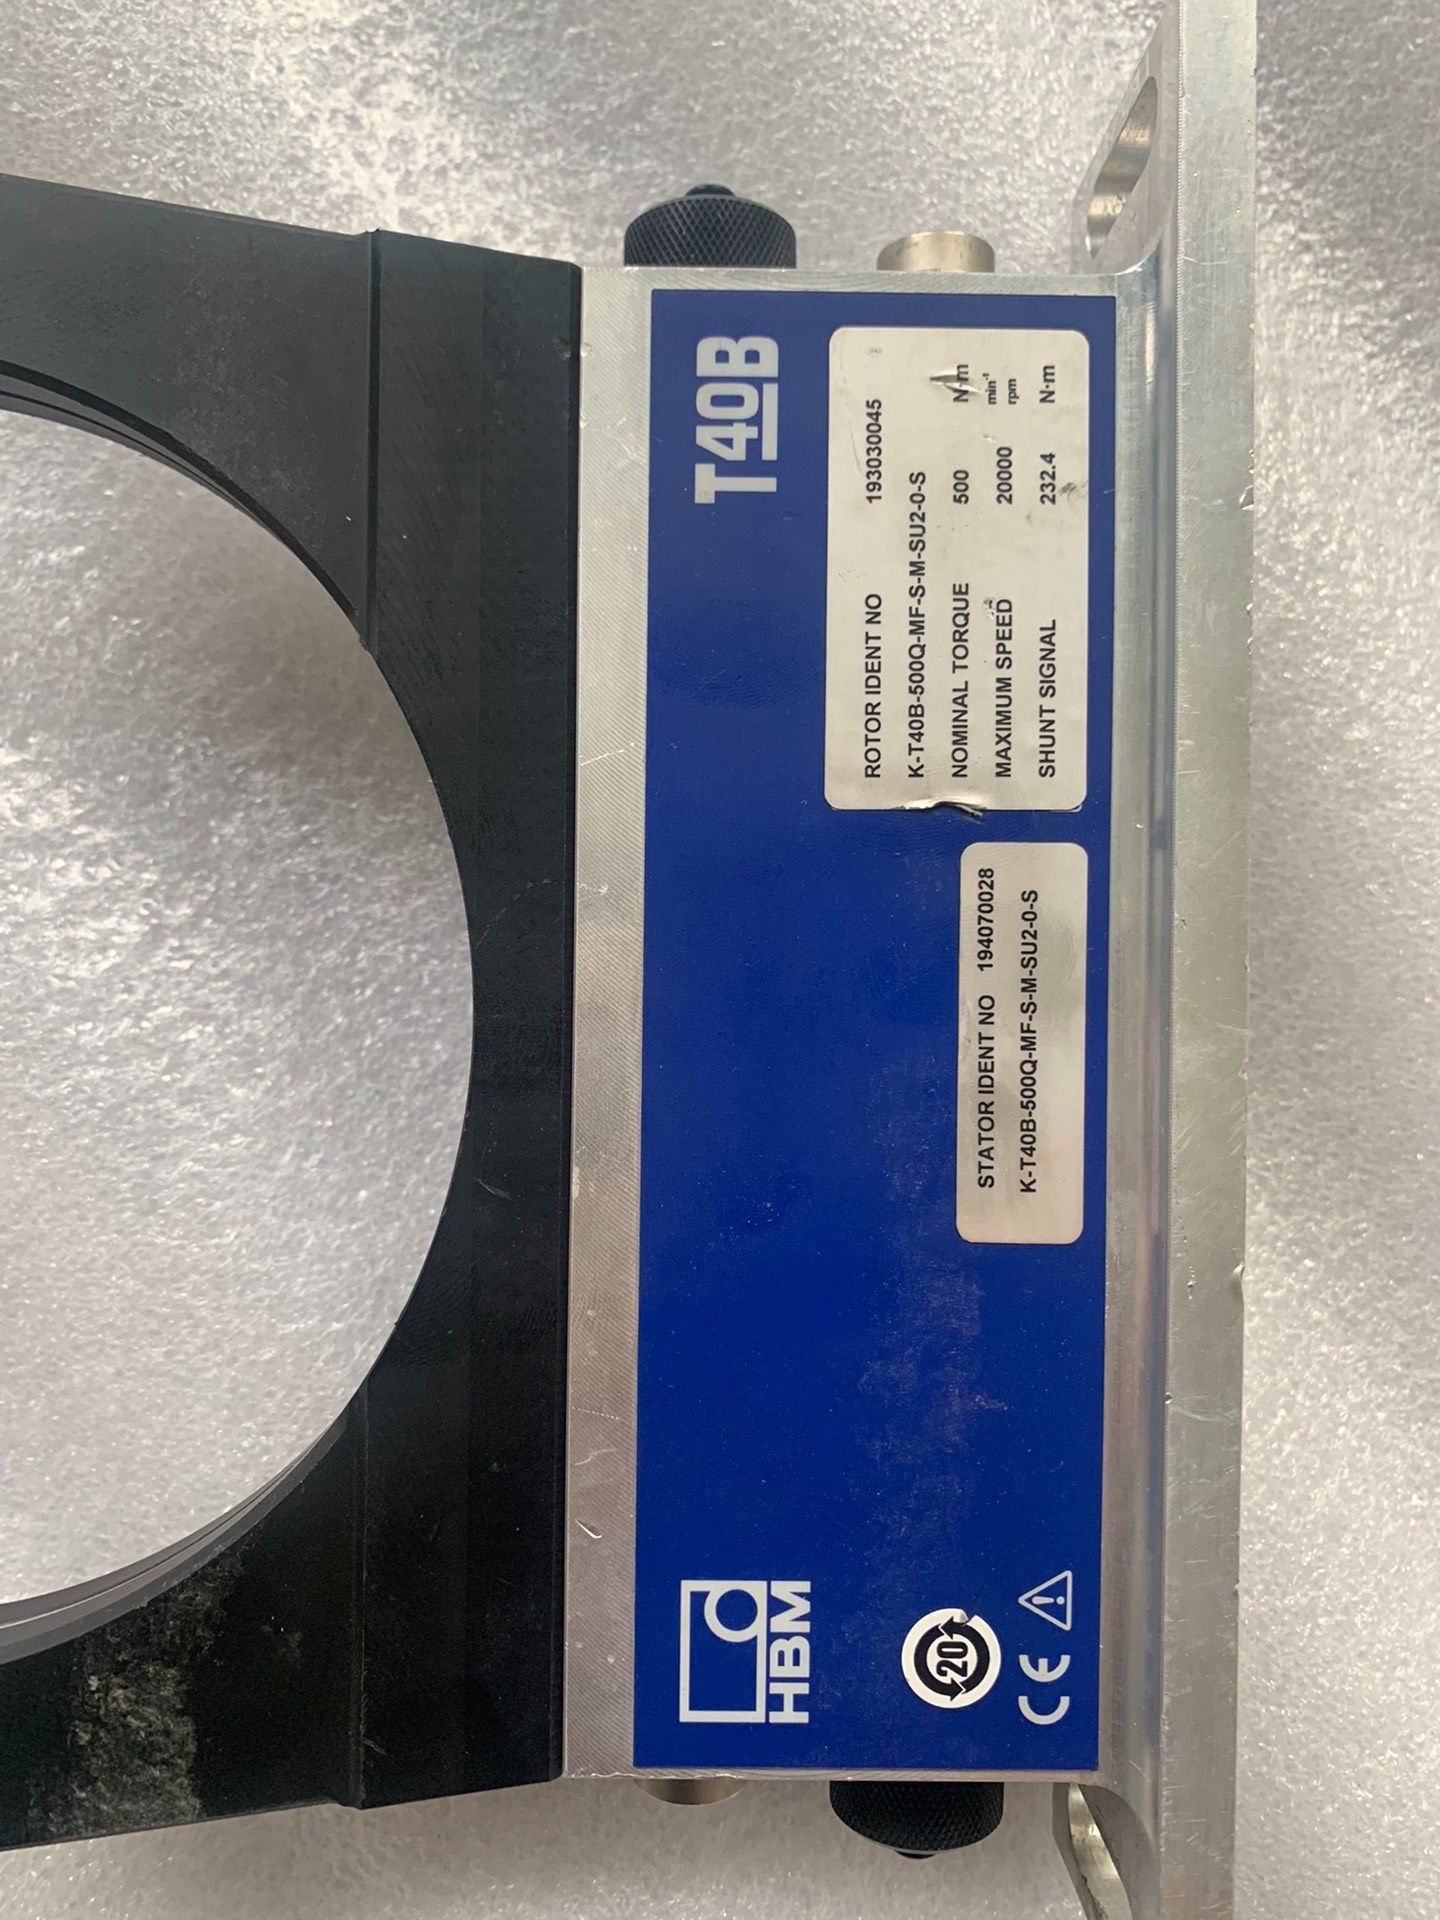 T40B
ROTOR IDENT NO 193030045
K-T40B-500Q-MF-S-M-SU2-0-S
NOMINAL TORQUE 500 N·m
MAXIMUM SPEED 20000 min⁻¹ rpm
SHUNT SIGNAL 232.4 N·m
STATOR IDENT NO 194070028
K-T40B-500Q-MF-S-M-SU2-0-S
HBM
20
CE